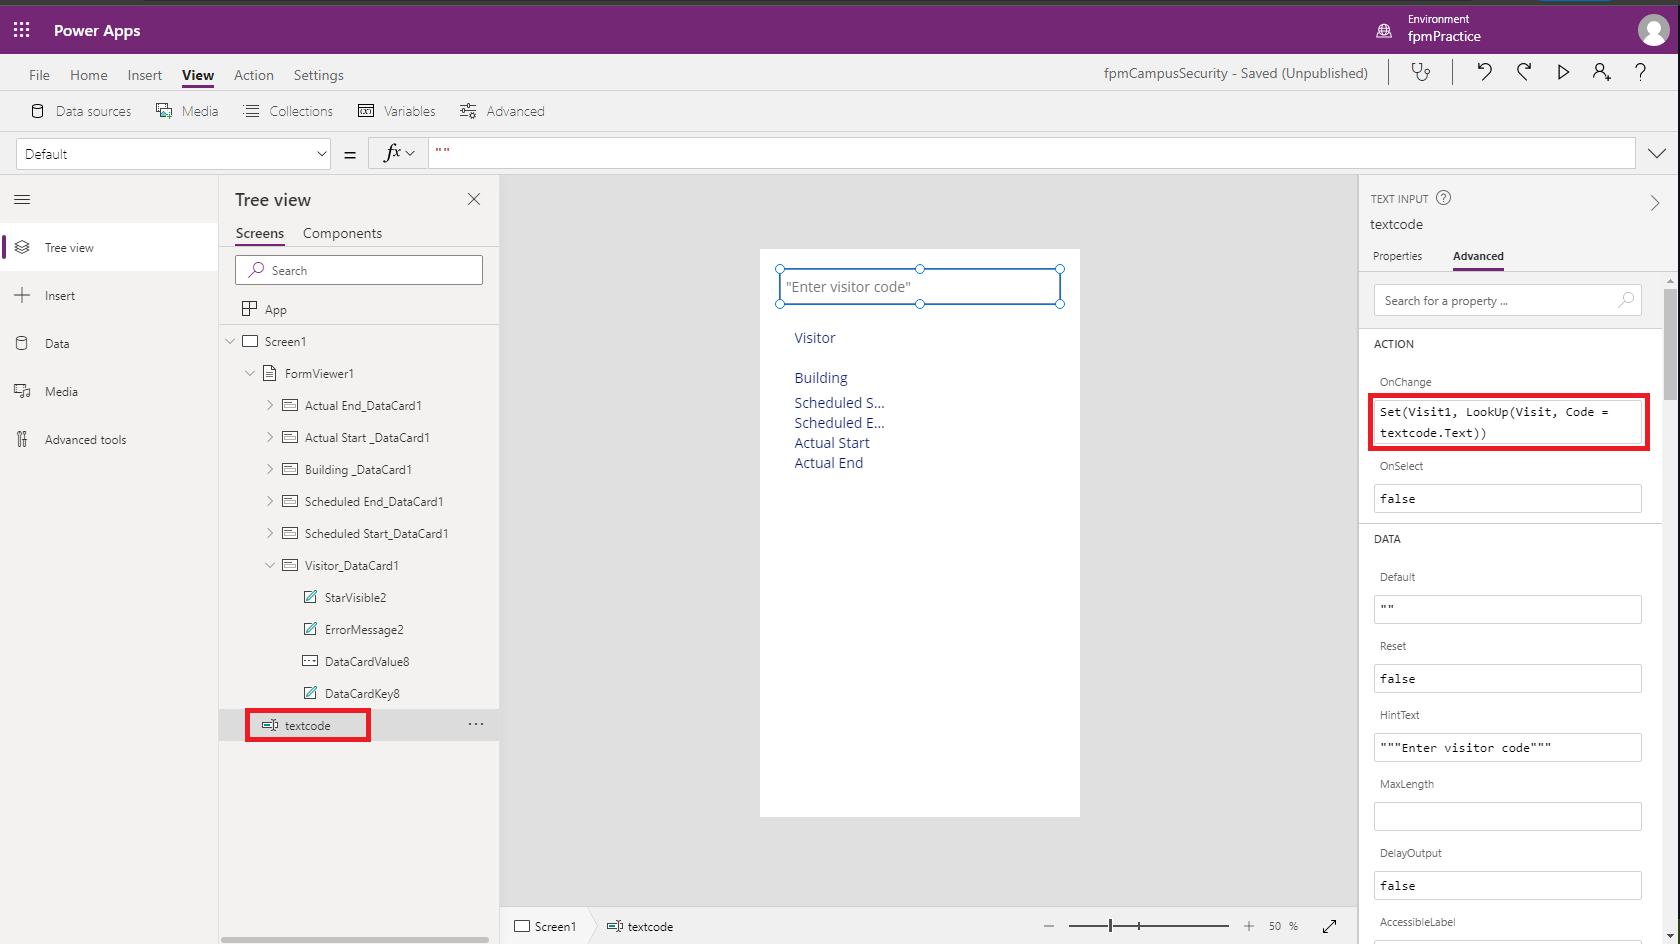 Power Apps
Environment
fpmPractice
File Home Insert View Action Settings
fpmCampusSecurity - Saved (Unpublished)
Data sources Media Collections Variables Advanced
Default
= fx ""
Tree view
Screens Components
Search
App
Screen1
FormViewer1
Actual End_DataCard1
Actual Start _DataCard1
Building _DataCard1
Scheduled End_DataCard1
Scheduled Start_DataCard1
Visitor_DataCard1
StarVisible2
ErrorMessage2
DataCardValue8
DataCardKey8
textcode
Tree view
Insert
Data
Media
Advanced tools
"Enter visitor code"
Visitor
Building
Scheduled S...
Scheduled E...
Actual Start
Actual End
Screen1 textcode
50 %
TEXT INPUT
textcode
Properties Advanced
Search for a property ...
ACTION
OnChange
Set(Visit1, LookUp(Visit, Code =
textcode.Text))
OnSelect
false
DATA
Default
""
Reset
false
HintText
"""Enter visitor code"""
MaxLength
DelayOutput
false
AccessibleLabel